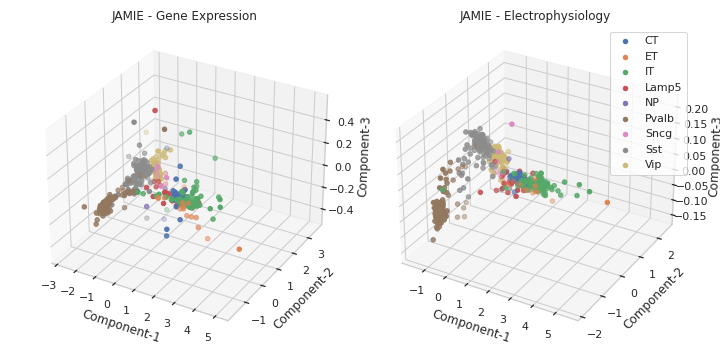 JAMIE - Gene Expression
0.4
0.2
0.0
−0.2
−0.4
Component-3
−3 −2 −1 0 1 2 3 4 5
Component-1
−1 0 1 2 3
Component-2
JAMIE - Electrophysiology
CT
ET
IT
Lamp5
NP
Pvalb
Sncg
Sst
Vip
0.20
0.15
0.10
0.05
0.00
−0.05
−0.10
−0.15
Component-3
−1 0 1 2 3 4 5
Component-1
−2 −1 0 1 2
Component-2